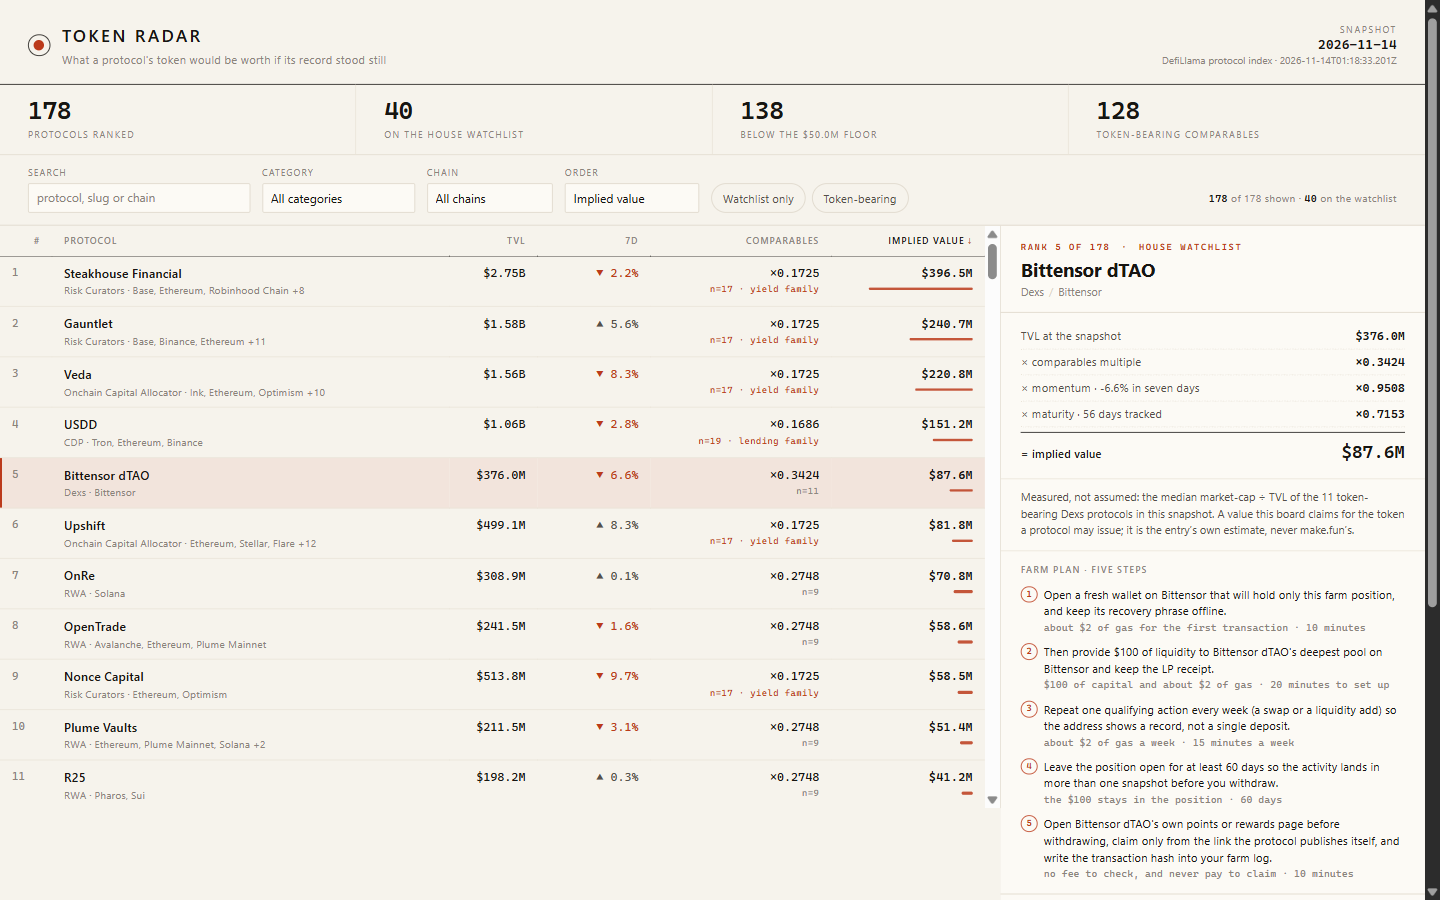 TOKEN RADAR
What a protocol's token would be worth if its record stood still
SNAPSHOT
2026-11-14
DefiLlama protocol index · 2026-11-14T01:18:33.201Z
178
PROTOCOLS RANKED
40
ON THE HOUSE WATCHLIST
138
BELOW THE $50.0M FLOOR
128
TOKEN-BEARING COMPARABLES
SEARCH
protocol, slug or chain
CATEGORY
All categories
CHAIN
All chains
ORDER
Implied value
Watchlist only
Token-bearing
178 of 178 shown · 40 on the watchlist
# PROTOCOL TVL 7D COMPARABLES IMPLIED VALUE ↓
1 Steakhouse Financial $2.75B ▼ 2.2% ×0.1725 $396.5M
Risk Curators · Base, Ethereum, Robinhood Chain +8 n=17 · yield family
2 Gauntlet $1.58B ▲ 5.6% ×0.1725 $240.7M
Risk Curators · Base, Binance, Ethereum +11 n=17 · yield family
3 Veda $1.56B ▼ 8.3% ×0.1725 $220.8M
Onchain Capital Allocator · Ink, Ethereum, Optimism +10 n=17 · yield family
4 USDD $1.06B ▼ 2.8% ×0.1686 $151.2M
CDP · Tron, Ethereum, Binance n=19 · lending family
5 Bittensor dTAO $376.0M ▼ 6.6% ×0.3424 $87.6M
Dexs · Bittensor n=11
6 Upshift $499.1M ▲ 8.3% ×0.1725 $81.8M
Onchain Capital Allocator · Ethereum, Stellar, Flare +12 n=17 · yield family
7 OnRe $308.9M ▲ 0.1% ×0.2748 $70.8M
RWA · Solana n=9
8 OpenTrade $241.5M ▼ 1.6% ×0.2748 $58.6M
RWA · Avalanche, Ethereum, Plume Mainnet n=9
9 Nonce Capital $513.8M ▼ 9.7% ×0.1725 $58.5M
Risk Curators · Ethereum, Optimism n=17 · yield family
10 Plume Vaults $211.5M ▼ 3.1% ×0.2748 $51.4M
RWA · Ethereum, Plume Mainnet, Solana +2 n=9
11 R25 $198.2M ▲ 0.3% ×0.2748 $41.2M
RWA · Pharos, Sui n=9
RANK 5 OF 178 · HOUSE WATCHLIST
Bittensor dTAO
Dexs / Bittensor
TVL at the snapshot $376.0M
× comparables multiple ×0.3424
× momentum · -6.6% in seven days ×0.9508
× maturity · 56 days tracked ×0.7153
= implied value $87.6M
Measured, not assumed: the median market-cap ÷ TVL of the 11 token-
bearing Dexs protocols in this snapshot. A value this board claims for the token
a protocol may issue; it is the entry's own estimate, never make.fun's.
FARM PLAN · FIVE STEPS
1 Open a fresh wallet on Bittensor that will hold only this farm position,
and keep its recovery phrase offline.
about $2 of gas for the first transaction · 10 minutes
2 Then provide $100 of liquidity to Bittensor dTAO's deepest pool on
Bittensor and keep the LP receipt.
$100 of capital and about $2 of gas · 20 minutes to set up
3 Repeat one qualifying action every week (a swap or a liquidity add) so
the address shows a record, not a single deposit.
about $2 of gas a week · 15 minutes a week
4 Leave the position open for at least 60 days so the activity lands in
more than one snapshot before you withdraw.
the $100 stays in the position · 60 days
5 Open Bittensor dTAO's own points or rewards page before
withdrawing, claim only from the link the protocol publishes itself, and
write the transaction hash into your farm log.
no fee to check, and never pay to claim · 10 minutes